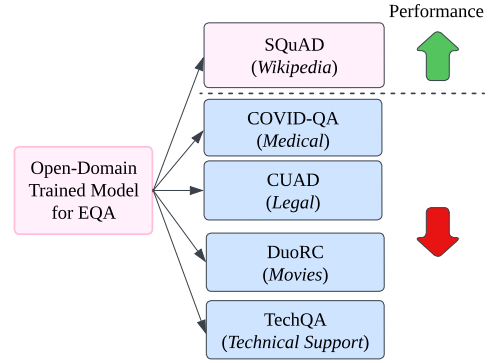 Performance
SQuAD
(Wikipedia)
COVID-QA
(Medical)
Open-Domain
Trained Model
for EQA
CUAD
(Legal)
DuoRC
(Movies)
TechQA
(Technical Support)